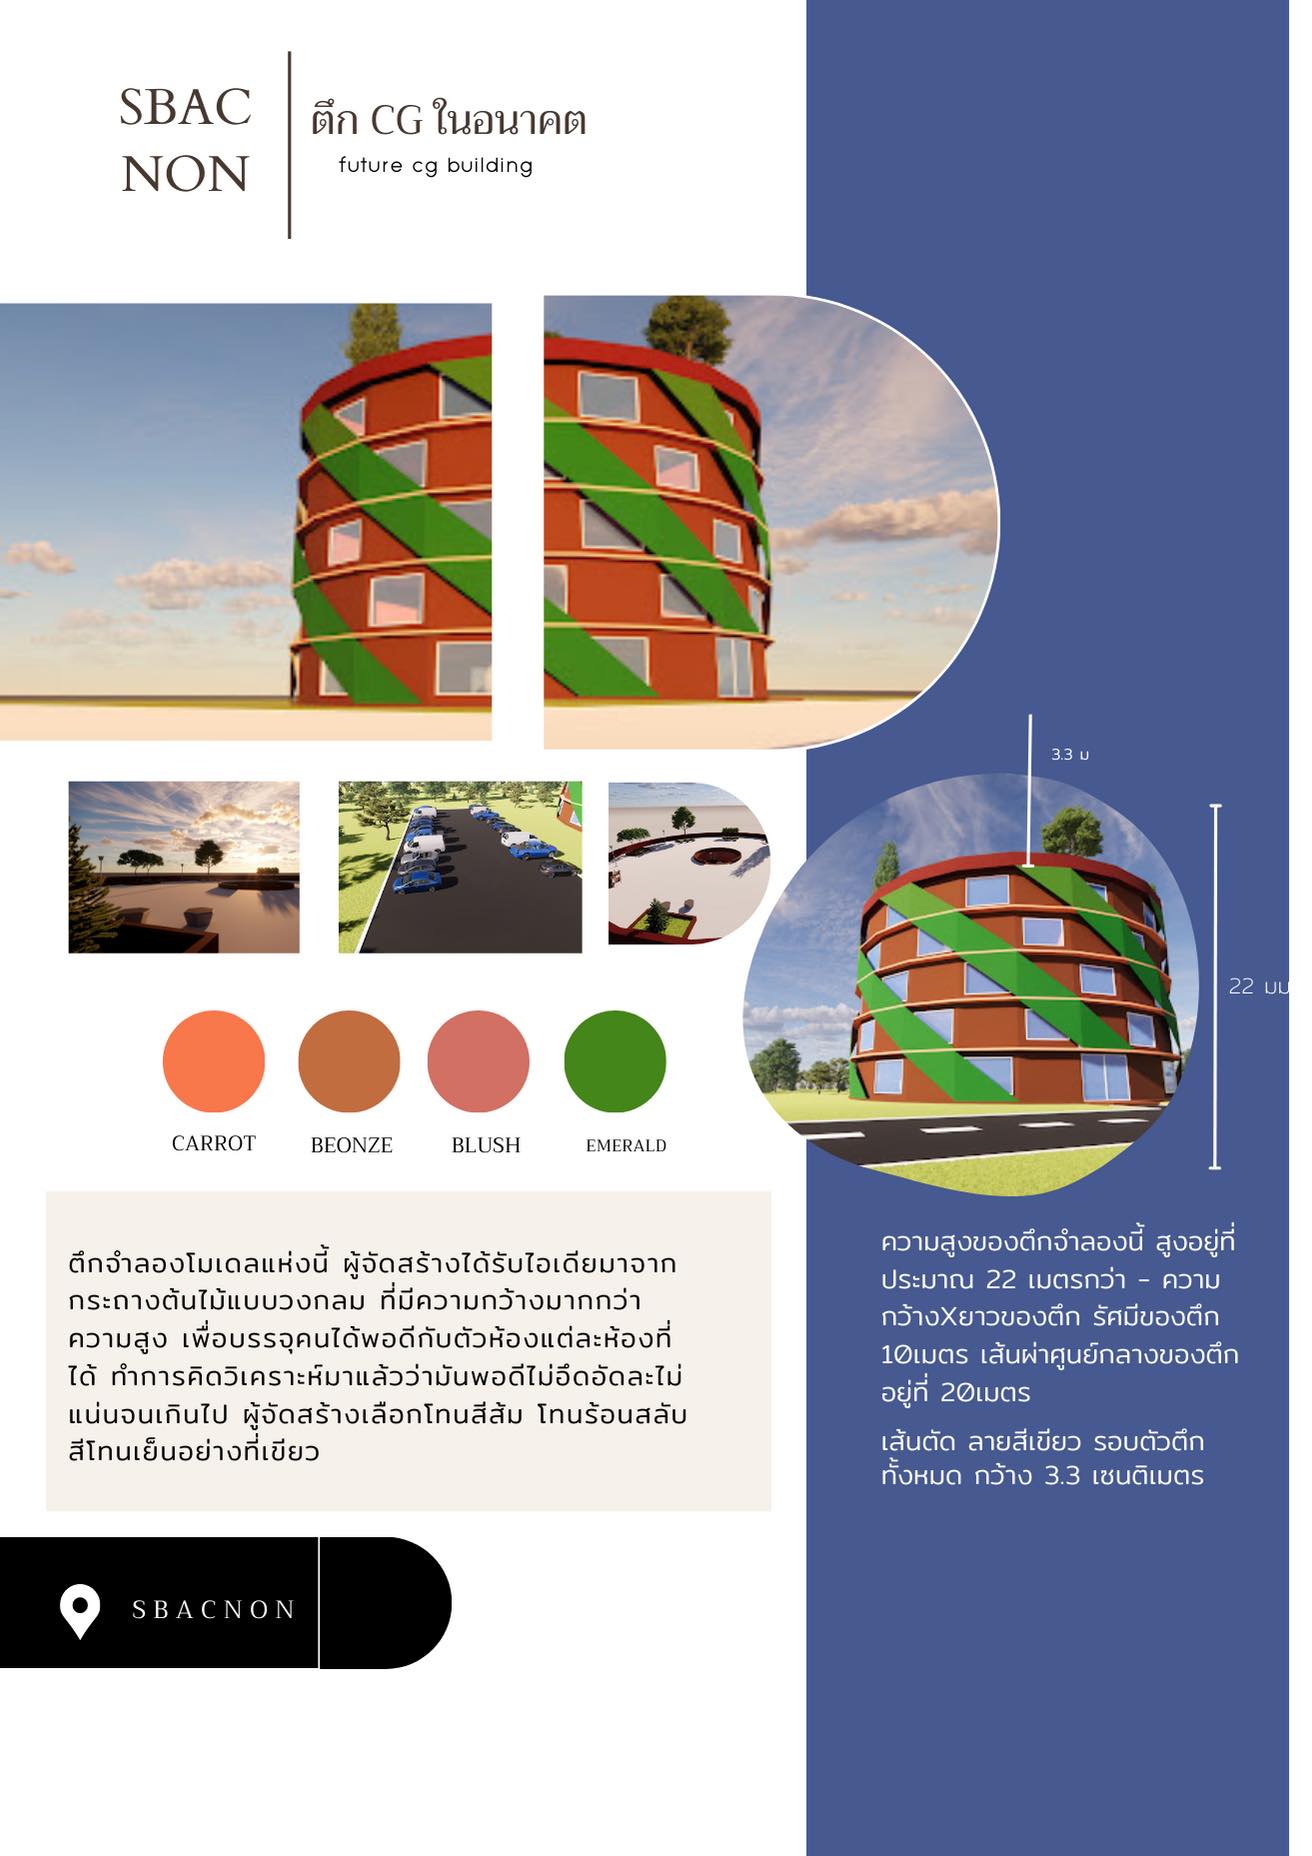 SBAC
NON
ตึก CG ในอนาคต
future cg building
3.3 ม
22 มม
CARROT
BEONZE
BLUSH
EMERALD
ตึกจำลองโมเดลแห่งนี้ ผู้จัดสร้างได้รับไอเดียมาจาก
กระถางต้นไม้แบบวงกลม ที่มีความกว้างมากกว่า
ความสูง เพื่อบรรจุคนได้พอดีกับตัวห้องแต่ละห้องที่
ได้ ทำการคิดวิเคราะห์มาแล้วว่ามันพอดีไม่อึดอัดละไม่
แน่นจนเกินไป ผู้จัดสร้างเลือกโทนสีส้ม โทนร้อนสลับ
สีโทนเย็นอย่างที่เขียว
ความสูงของตึกจำลองนี้ สูงอยู่ที่
ประมาณ 22 เมตรกว่า - ความ
กว้างXยาวของตึก รัศมีของตึก
10เมตร เส้นผ่าศูนย์กลางของตึก
อยู่ที่ 20เมตร
เส้นตัด ลายสีเขียว รอบตัวตึก
ทั้งหมด กว้าง 3.3 เซนติเมตร
SBACNON